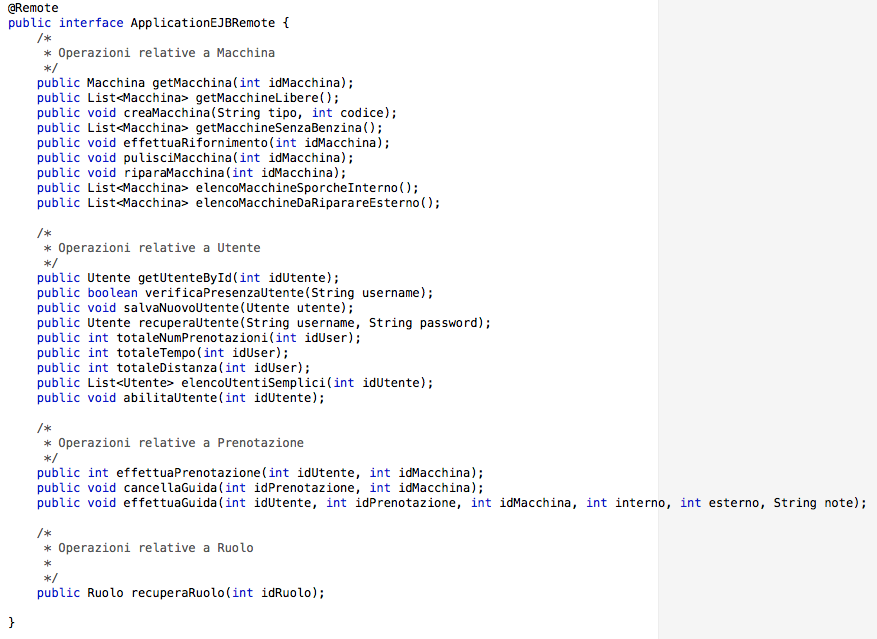 @Remote
public interface ApplicationEJBRemote {
/*
* Operazioni relative a Macchina
*/
public Macchina getMacchina(int idMacchina);
public List<Macchina> getMacchineLibere();
public void creaMacchina(String tipo, int codice);
public List<Macchina> getMacchineSenzaBenzina();
public void effettuaRifornimento(int idMacchina);
public void pulisciMacchina(int idMacchina);
public void riparaMacchina(int idMacchina);
public List<Macchina> elencoMacchineSporcheInterno();
public List<Macchina> elencoMacchineDaRiparareEsterno();
/*
* Operazioni relative a Utente
*/
public Utente getUtenteById(int idUtente);
public boolean verificaPresenzaUtente(String username);
public void salvaNuovoUtente(Utente utente);
public Utente recuperaUtente(String username, String password);
public int totaleNumPrenotazioni(int idUser);
public int totaleTempo(int idUser);
public int totaleDistanza(int idUser);
public List<Utente> elencoUtentiSemplici(int idUtente);
public void abilitaUtente(int idUtente);
/*
* Operazioni relative a Prenotazione
*/
public int effettuaPrenotazione(int idUtente, int idMacchina);
public void cancellaGuida(int idPrenotazione, int idMacchina);
public void effettuaGuida(int idUtente, int idPrenotazione, int idMacchina, int interno, int esterno, String note);
/*
* Operazioni relative a Ruolo
*
*/
public Ruolo recuperaRuolo(int idRuolo);
}